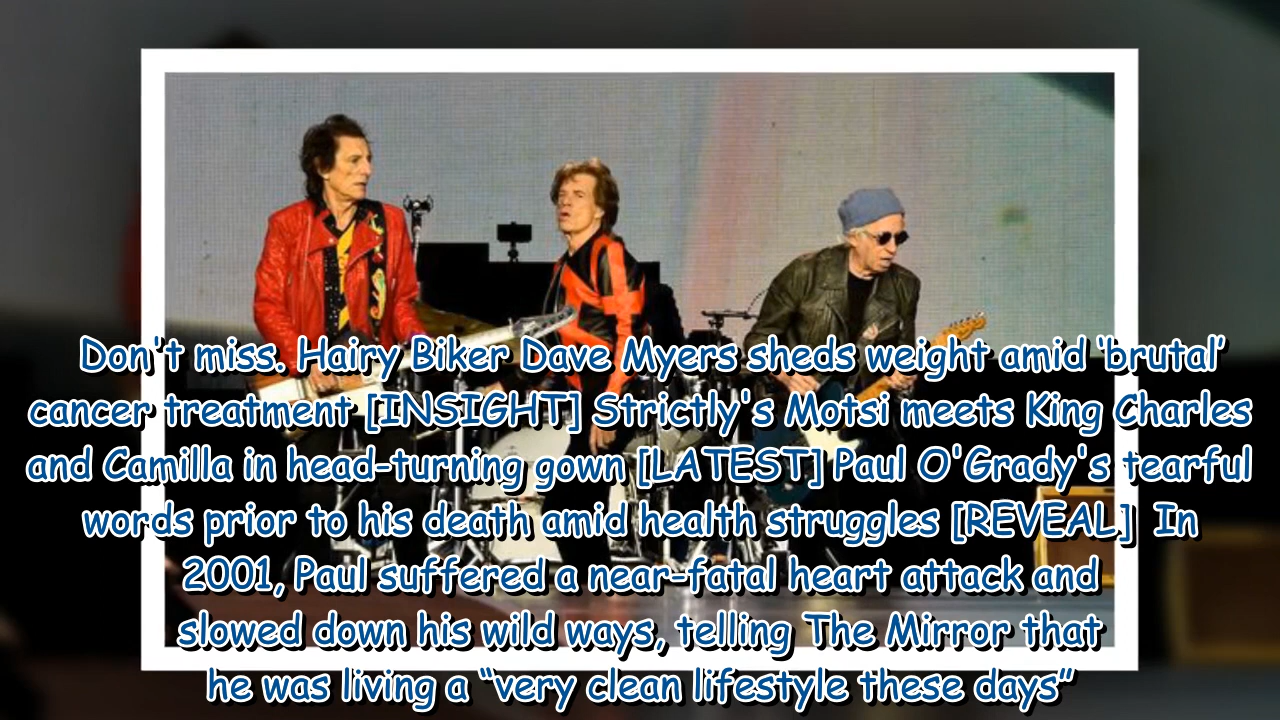 Don't miss. Hairy Biker Dave Myers sheds weight amid ‘brutal’
cancer treatment [INSIGHT] Strictly's Motsi meets King Charles
and Camilla in head-turning gown [LATEST] Paul O'Grady's tearful
words prior to his death amid health struggles [REVEAL]  In
2001, Paul suffered a near-fatal heart attack and
slowed down his wild ways, telling The Mirror that
he was living a “very clean lifestyle these days”